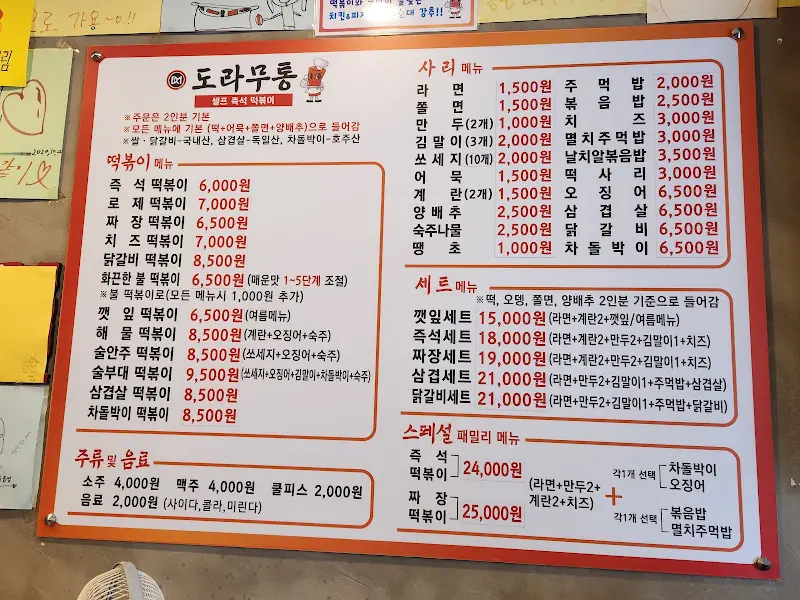 떡볶이와
치킨&피자
강추!!
가용~o!!
도라무통
셀프 즉석 떡볶이
※주문은 2인분 기본
※모든 메뉴에 기본 (떡+어묵+쫄면+양배추)으로 들어감
※쌀·닭갈비-국내산, 삼겹살-독일산, 차돌박이-호주산
떡볶이 메뉴
즉석 떡볶이 6,000원
로제 떡볶이 7,000원
짜장 떡볶이 6,500원
치즈 떡볶이 7,000원
닭갈비 떡볶이 8,500원
화끈한 불 떡볶이 6,500원 (매운맛 1~5단계 조절)
※불 떡볶이로(모든 메뉴시 1,000원 추가)
깻잎 떡볶이 6,500원 (여름메뉴)
해물 떡볶이 8,500원 (계란+오징어+숙주)
술안주 떡볶이 8,500원 (쏘세지+오징어+숙주)
술부대 떡볶이 9,500원 (쏘세지+오징어+김말이+차돌박이+숙주)
삼겹살 떡볶이 8,500원
차돌박이 떡볶이 8,500원
주류 및 음료
소주 4,000원 맥주 4,000원 쿨피스 2,000원
음료 2,000원 (사이다,콜라,미린다)
사리 메뉴
라면 1,500원 주먹밥 2,000원
쫄면 1,500원 볶음밥 2,500원
만두(2개) 1,000원 치즈 3,000원
김말이(3개) 2,000원 멸치주먹밥 3,000원
쏘세지(10개) 2,000원 날치알볶음밥 3,500원
어묵 1,500원 떡사리 3,000원
계란(2개) 1,500원 오징어 6,500원
양배추 2,500원 삼겹살 6,500원
숙주나물 2,500원 닭갈비 6,500원
땡초 1,000원 차돌박이 6,500원
세트 메뉴
※떡, 오뎅, 쫄면, 양배추 2인분 기준으로 들어감
깻잎세트 15,000원 (라면+계란2+깻잎/여름메뉴)
즉석세트 18,000원 (라면+계란2+만두2+김말이1+치즈)
짜장세트 19,000원 (라면+계란2+만두2+김말이1+치즈)
삼겹세트 21,000원 (라면+만두2+김말이1+주먹밥+삼겹살)
닭갈비세트 21,000원 (라면+만두2+김말이1+주먹밥+닭갈비)
스페셜 패밀리 메뉴
즉석 떡볶이 24,000원
짜장 떡볶이 25,000원
(라면+만두2+
계란2+치즈)
+
각1개 선택 차돌박이 오징어
각1개 선택 볶음밥 멸치주먹밥